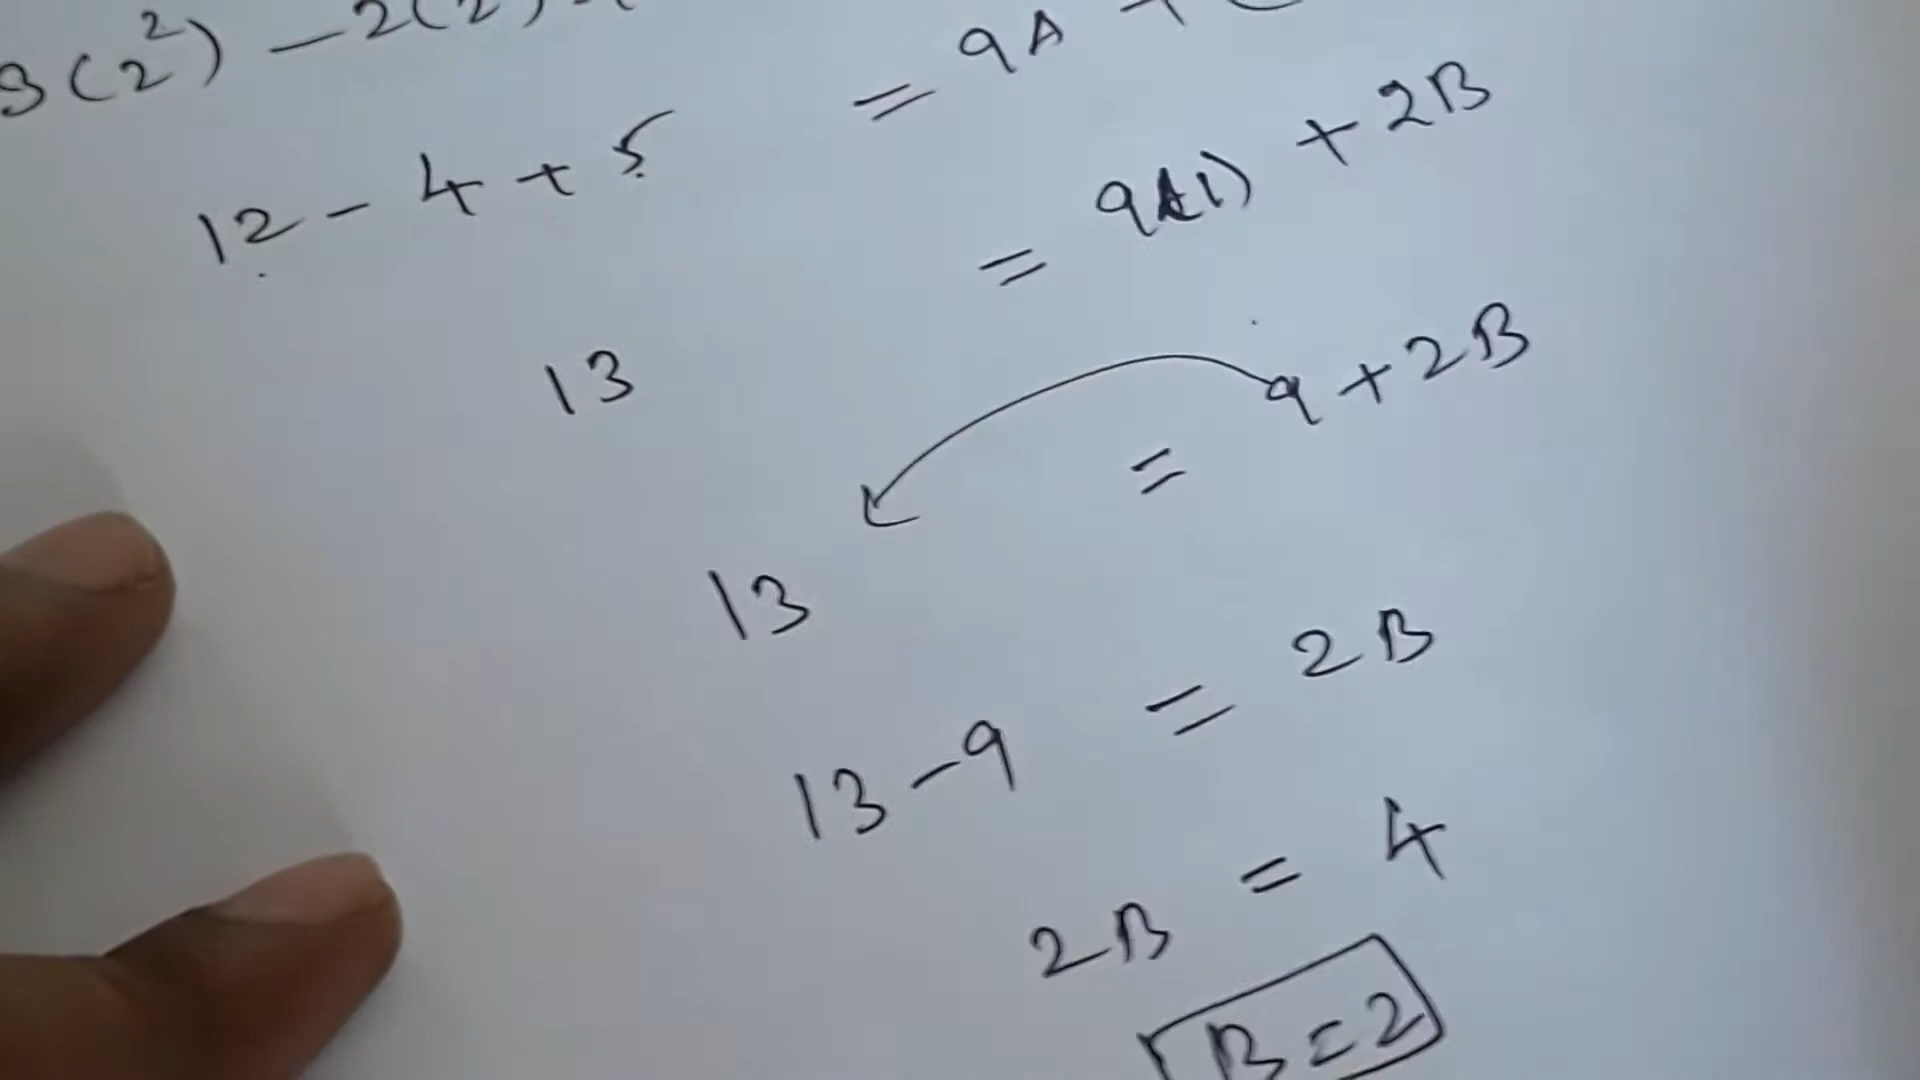 3(2²) - 2(2)
= 9A +
12 - 4 + 5 = 9(1) + 2B
13 = 9 + 2B
13
13 - 9 = 2B
2B = 4
B = 2